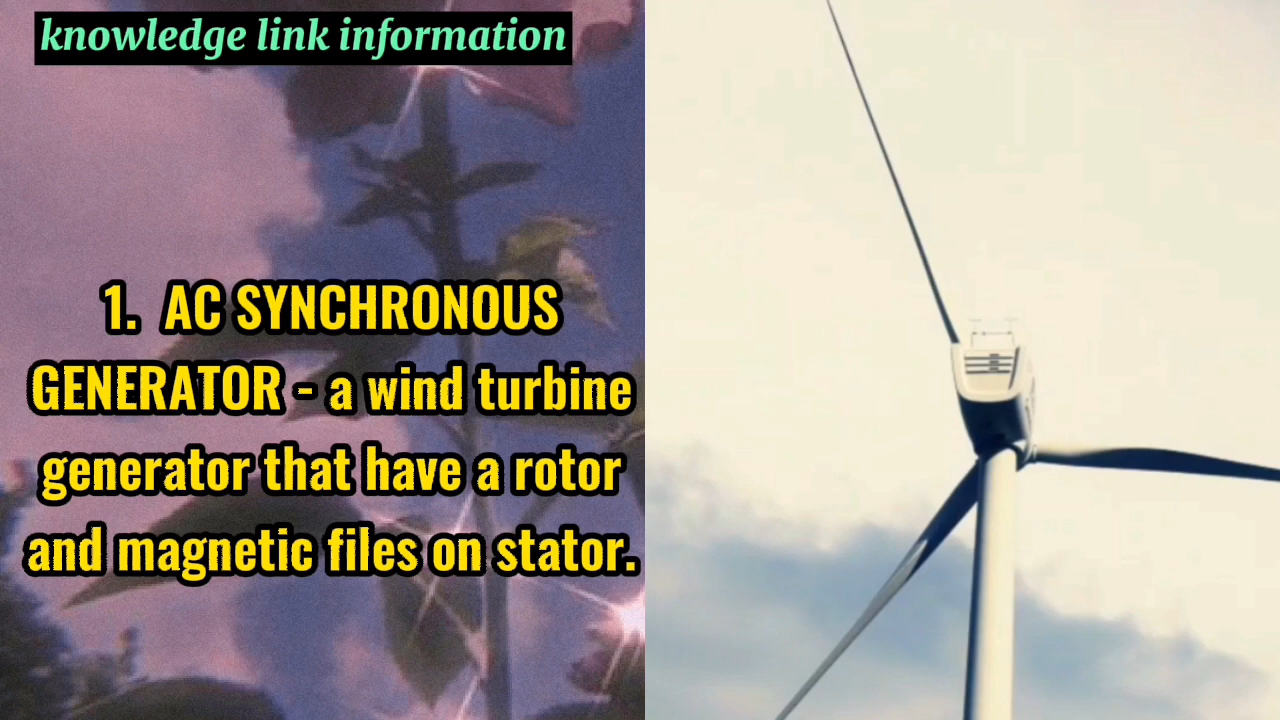 knowledge link information
1. AC SYNCHRONOUS
GENERATOR - a wind turbine
generator that have a rotor
and magnetic files on stator.